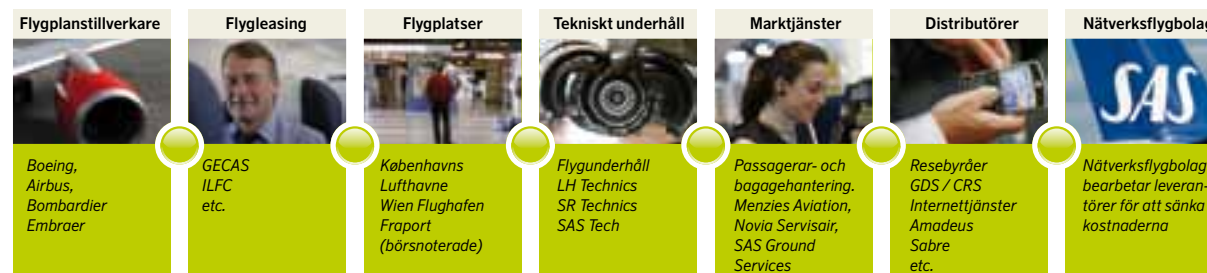 Flygplanstillverkare
Boeing,
Airbus,
Bombardier
Embraer
Flygleasing
GECAS
ILFC
etc.
Flygplatser
Københavns
Lufthavne
Wien Flughafen
Fraport
(börsnoterade)
Tekniskt underhåll
Flygunderhåll
LH Technics
SR Technics
SAS Tech
Marktjänster
Passagerar- och
bagagehantering.
Menzies Aviation,
Novia Servisair,
SAS Ground
Services
Distributörer
Resebyråer
GDS / CRS
Internettjänster
Amadeus
Sabre
etc.
Nätverksflygbolag
SAS
Nätverksflygbolag
bearbetar leveran-
törer för att sänka
kostnaderna